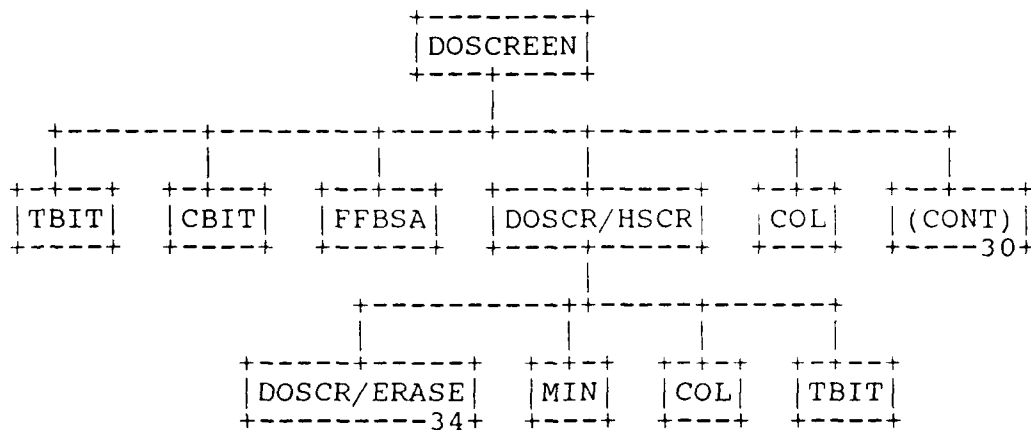 DOSCREEN
TBIT CBIT FFBSA DOSCR/HSCR COL (CONT)
30
DOSCR/ERASE MIN COL TBIT
34